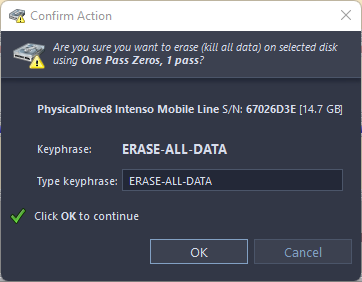 Confirm Action
Are you sure you want to erase (kill all data) on selected disk
using One Pass Zeros, 1 pass?
PhysicalDrive8 Intenso Mobile Line S/N: 67026D3E [14.7 GB]
Keyphrase: ERASE-ALL-DATA
Type keyphrase: ERASE-ALL-DATA
Click OK to continue
OK Cancel